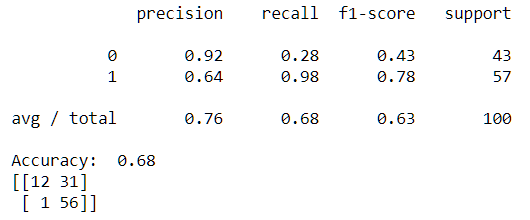 precision recall f1-score support
0 0.92 0.28 0.43 43
1 0.64 0.98 0.78 57
avg / total 0.76 0.68 0.63 100
Accuracy: 0.68
[[12 31]
[ 1 56]]